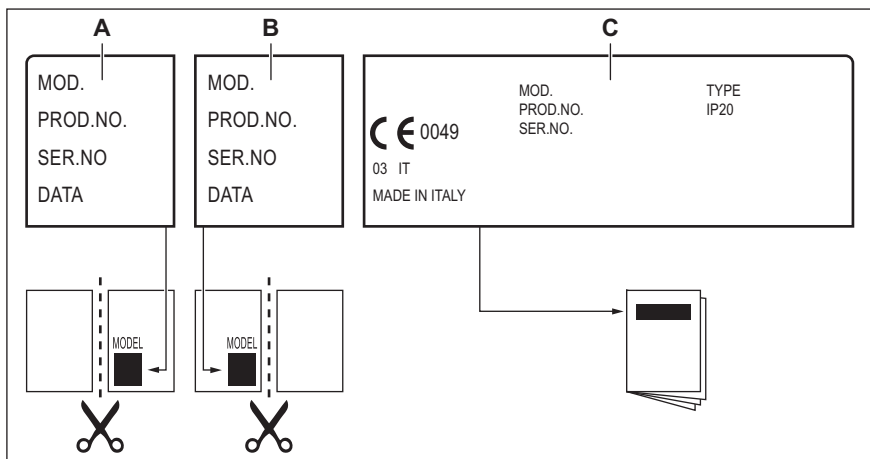 A
B
C
MOD.
PROD.NO.
SER.NO
DATA
MOD.
PROD.NO.
SER.NO
DATA
MOD.
PROD.NO.
SER.NO.
TYPE
IP20
CE 0049
03 IT
MADE IN ITALY
MODEL
MODEL